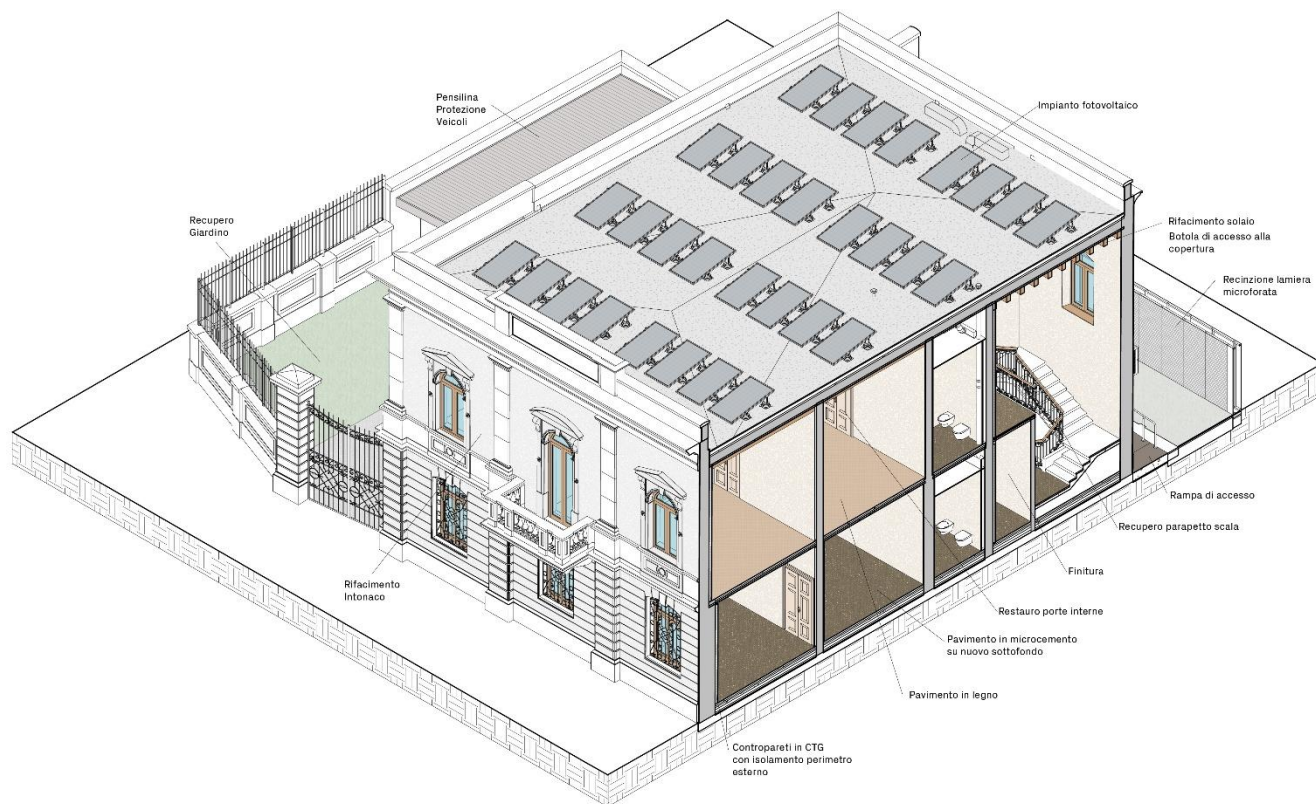 Pensilina
Protezione
Veicoli
Impianto fotovoltaico
Recupero
Giardino
Rifacimento solaio
Botola di accesso alla
copertura
Recinzione lamiera
microforata
Rampa di accesso
Recupero parapetto scala
Finitura
Rifacimento
Intonaco
Restauro porte interne
Pavimento in microcemento
su nuovo sottofondo
Pavimento in legno
Contropareti in CTG
con isolamento perimetro
esterno